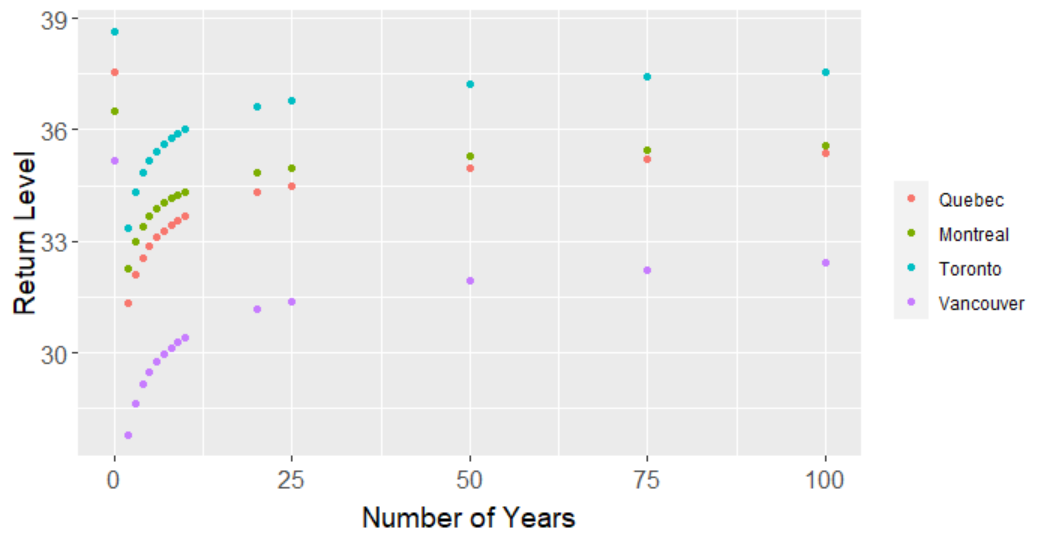 39
36
33
30
Return Level
0 25 50 75 100
Number of Years
Quebec
Montreal
Toronto
Vancouver